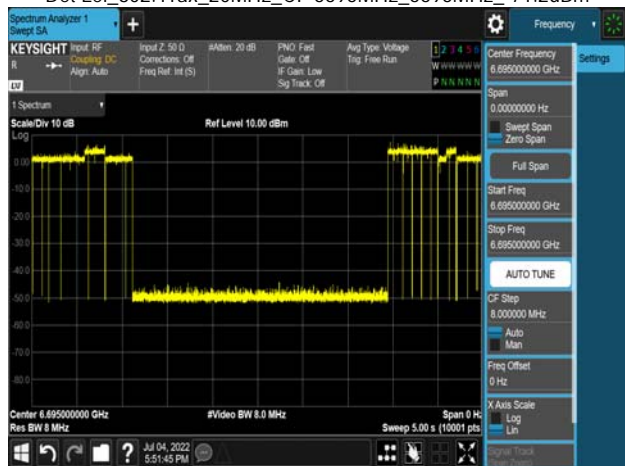 Spectrum Analyzer 1
Swept SA
+
Frequency
KEYSIGHT
R
Input: RF
Coupling: DC
Align: Auto
Input Z: 50 Ω
Corrections: Off
Freq Ref: Int (S)
#Atten: 20 dB
PNO: Fast
Gate: Off
IF Gain: Low
Sig Track: Off
Avg Type: Voltage
Trig: Free Run
1 2 3 4 5 6
W W W W W W
P N N N N N
Center Frequency
6.695000000 GHz
Settings
Span
0.00000000 Hz
Swept Span
Zero Span
Full Span
Start Freq
6.695000000 GHz
Stop Freq
6.695000000 GHz
AUTO TUNE
CF Step
8.000000 MHz
Auto
Man
Freq Offset
0 Hz
X Axis Scale
Log
Lin
Signal Track
1 Spectrum
Scale/Div 10 dB
Ref Level 10.00 dBm
Log
0.00
-10.0
-20.0
-30.0
-40.0
-50.0
-60.0
-70.0
-80.0
Center 6.695000000 GHz
#Video BW 8.0 MHz
Span 0 Hz
Res BW 8 MHz
Sweep 5.00 s (10001 pts
?
Jul 04, 2022
5:51:45 PM